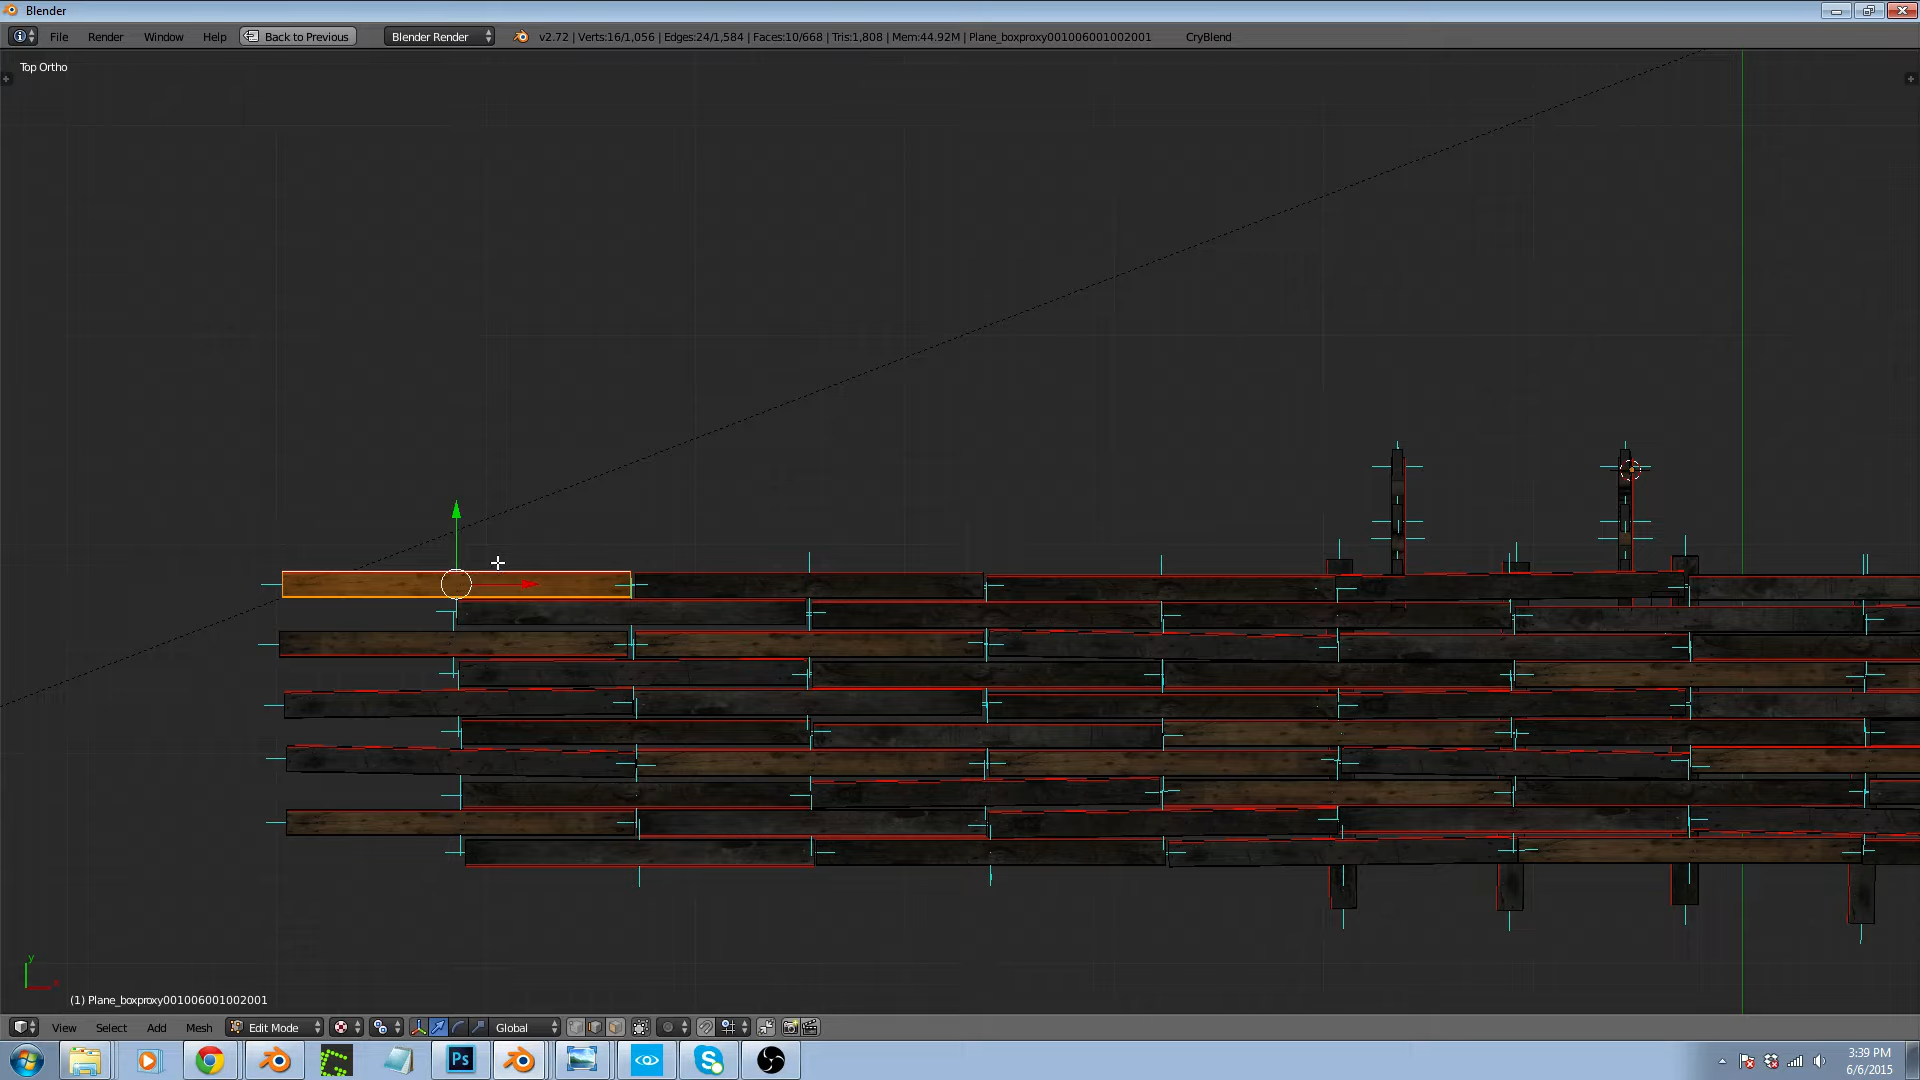 Blender
File Render Window Help Back to Previous Blender Render v2.72 | Verts:16/1,056 | Edges:24/1,584 | Faces:10/668 | Tris:1,808 | Mem:44.92M | Plane_boxproxy001006001002001 CryBlend
Top Ortho
y
(1) Plane_boxproxy001006001002001
View Select Add Mesh Edit Mode Global
Ps
3:39 PM
6/6/2015